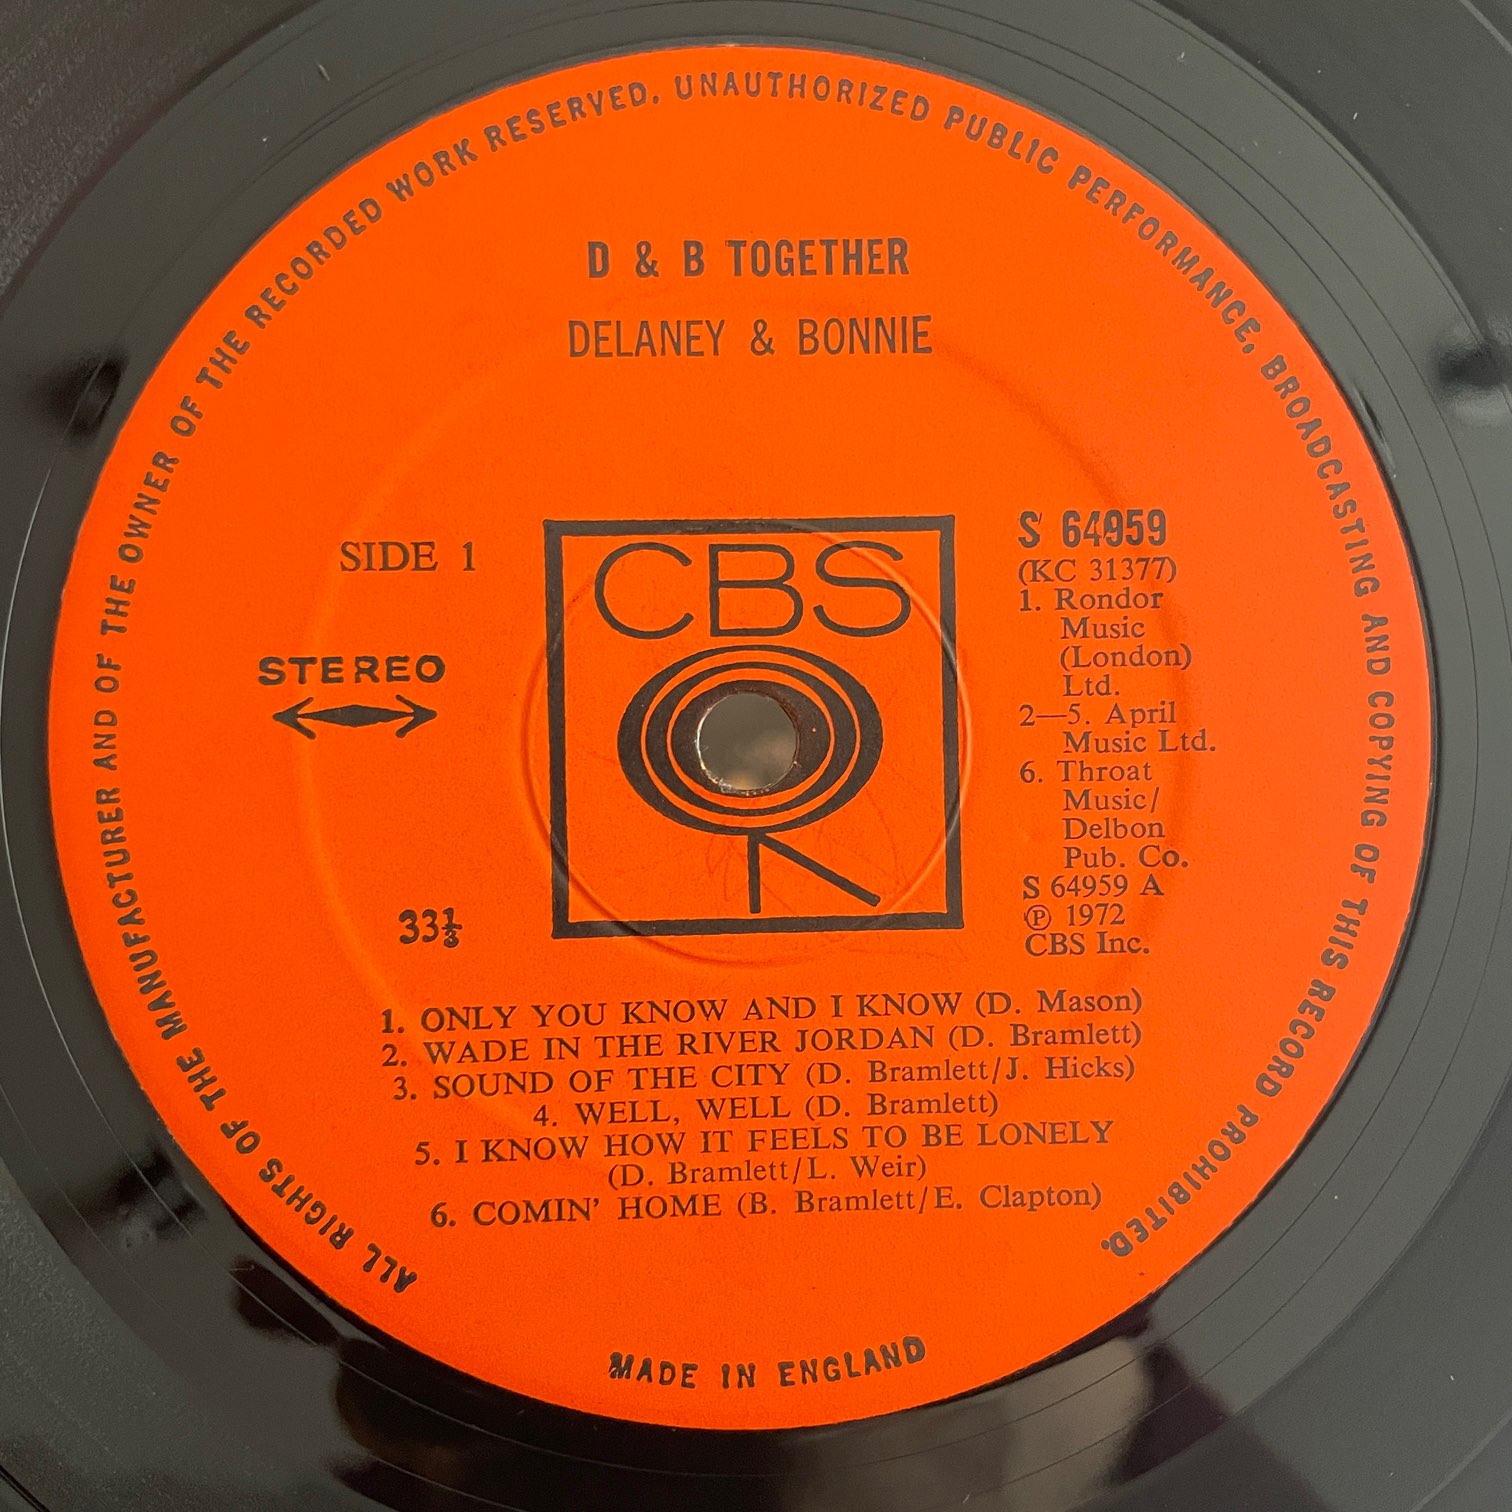 ALL RIGHTS OF THE MANUFACTURER AND OF THE OWNER OF THE RECORDED WORK RESERVED. UNAUTHORIZED PUBLIC PERFORMANCE, BROADCASTING AND COPYING OF THIS RECORD PROHIBITED.
D & B TOGETHER
DELANEY & BONNIE
SIDE 1
STEREO
33⅓
CBS
S 64959
(KC 31377)
1. Rondor
Music
(London)
Ltd.
2—5. April
Music Ltd.
6. Throat
Music/
Delbon
Pub. Co.
S 64959 A
℗ 1972
CBS Inc.
1. ONLY YOU KNOW AND I KNOW (D. Mason)
2. WADE IN THE RIVER JORDAN (D. Bramlett)
3. SOUND OF THE CITY (D. Bramlett/J. Hicks)
4. WELL, WELL (D. Bramlett)
5. I KNOW HOW IT FEELS TO BE LONELY
(D. Bramlett/L. Weir)
6. COMIN' HOME (B. Bramlett/E. Clapton)
MADE IN ENGLAND